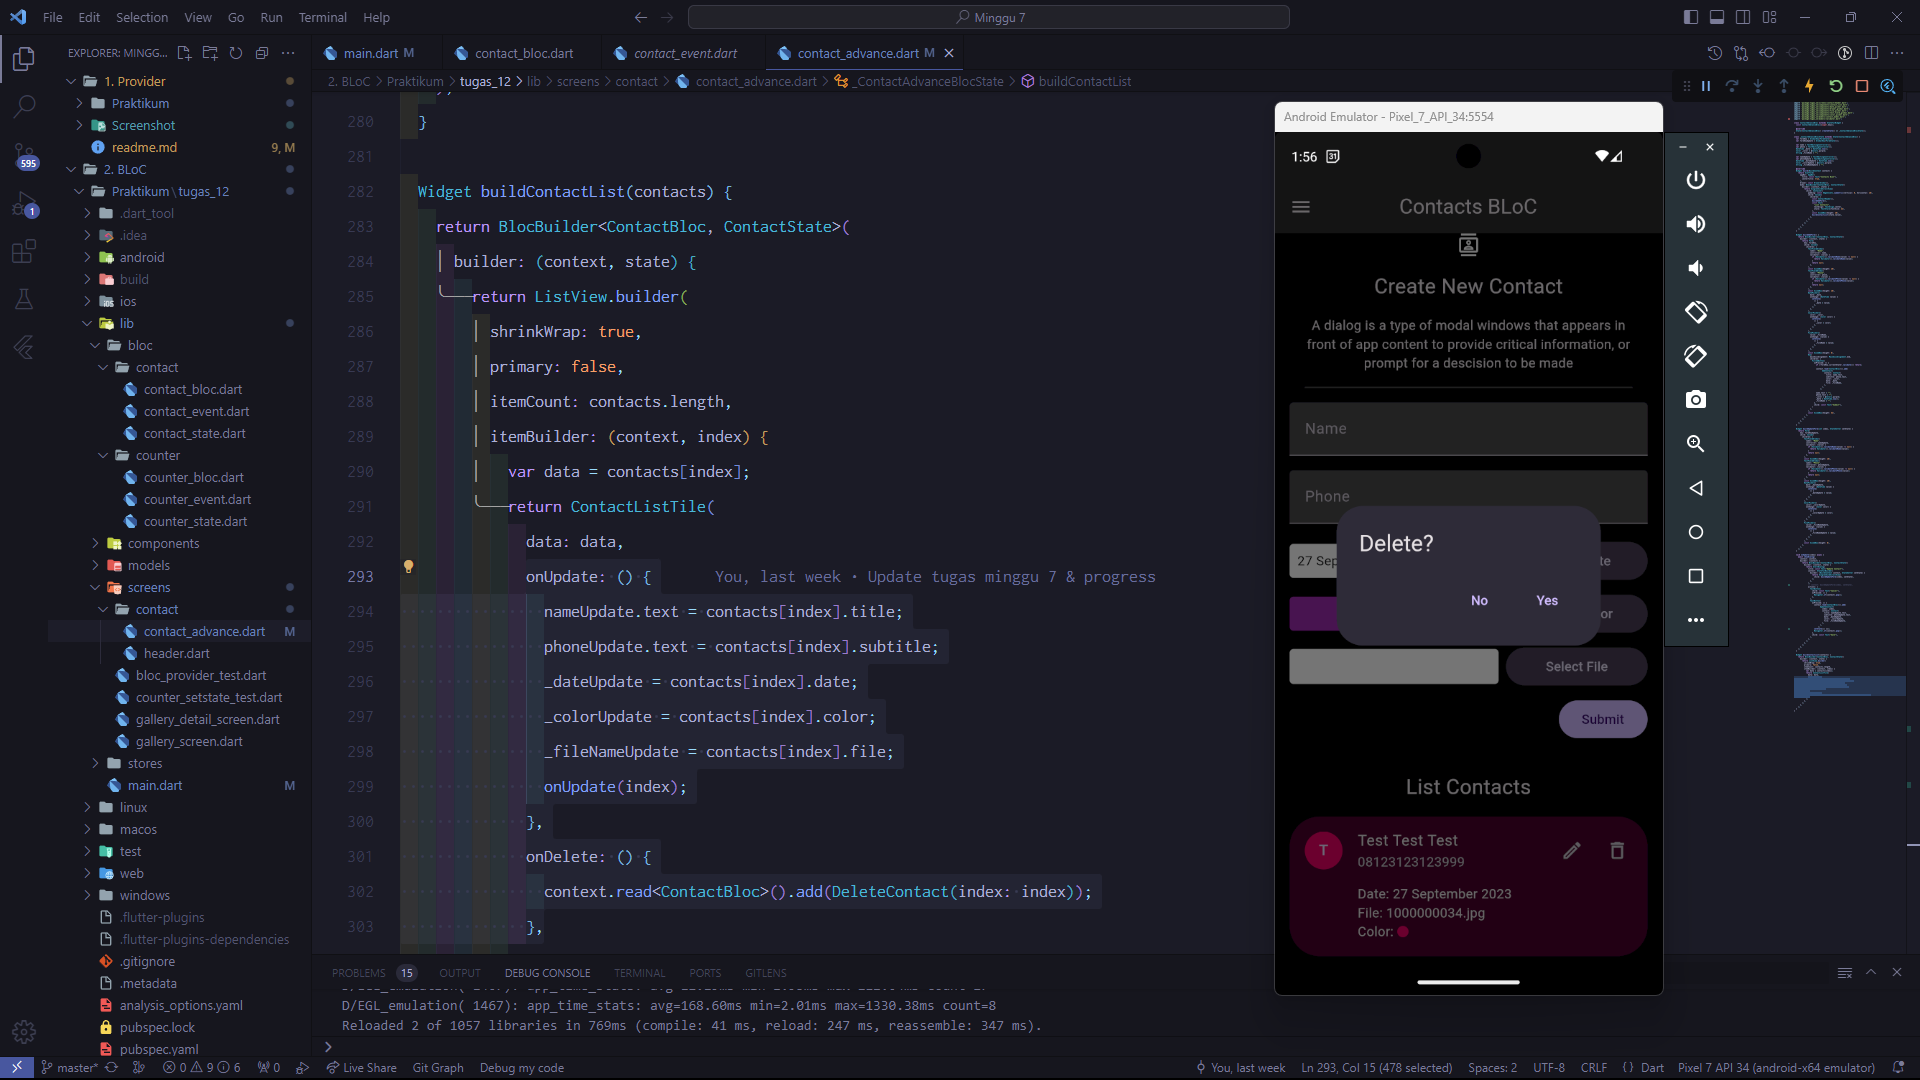 File Edit Selection View Go Run Terminal Help
Minggu 7
EXPLORER: MINGG...
main.dart M
contact_bloc.dart
contact_event.dart
contact_advance.dart M
2. BLoC > Praktikum > tugas_12 > lib > screens > contact > contact_advance.dart > _ContactAdvanceBlocState > buildContactList
1. Provider
Praktikum
Screenshot
readme.md 9, M
2. BLoC
Praktikum\tugas_12
.dart_tool
.idea
android
build
ios
lib
bloc
contact
contact_bloc.dart
contact_event.dart
contact_state.dart
counter
counter_bloc.dart
counter_event.dart
counter_state.dart
components
models
screens
contact
contact_advance.dart M
header.dart
bloc_provider_test.dart
counter_setstate_test.dart
gallery_detail_screen.dart
gallery_screen.dart
stores
main.dart M
linux
macos
test
web
windows
.flutter-plugins
.flutter-plugins-dependencies
.gitignore
.metadata
analysis_options.yaml
pubspec.lock
pubspec.yaml
595
1
280 }
281
282 Widget buildContactList(contacts) {
283 return BlocBuilder<ContactBloc, ContactState>(
284 builder: (context, state) {
285 return ListView.builder(
286 shrinkWrap: true,
287 primary: false,
288 itemCount: contacts.length,
289 itemBuilder: (context, index) {
290 var data = contacts[index];
291 return ContactListTile(
292 data: data,
293 onUpdate: () { You, last week • Update tugas minggu 7 & progress
294 nameUpdate.text = contacts[index].title;
295 phoneUpdate.text = contacts[index].subtitle;
296 _dateUpdate = contacts[index].date;
297 _colorUpdate = contacts[index].color;
298 _fileNameUpdate = contacts[index].file;
299 onUpdate(index);
300 },
301 onDelete: () {
302 context.read<ContactBloc>().add(DeleteContact(index: index));
303 },
Android Emulator - Pixel_7_API_34:5554
1:56 31
Contacts BLoC
Create New Contact
A dialog is a type of modal windows that appears in
front of app content to provide critical information, or
prompt for a descision to be made
Name
Phone
27 Sep
te
Delete?
No Yes
or
Select File
Submit
List Contacts
T
Test Test Test
08123123123999
Date: 27 September 2023
File: 1000000034.jpg
Color:
PROBLEMS 15 OUTPUT DEBUG CONSOLE TERMINAL PORTS GITLENS
D/EGL_emulation( 1467): app_time_stats: avg=168.60ms min=2.01ms max=1330.38ms count=8
Reloaded 2 of 1057 libraries in 769ms (compile: 41 ms, reload: 247 ms, reassemble: 347 ms).
master* 0 9 6 0 Live Share Git Graph Debug my code You, last week Ln 293, Col 15 (478 selected) Spaces: 2 UTF-8 CRLF { } Dart Pixel 7 API 34 (android-x64 emulator)